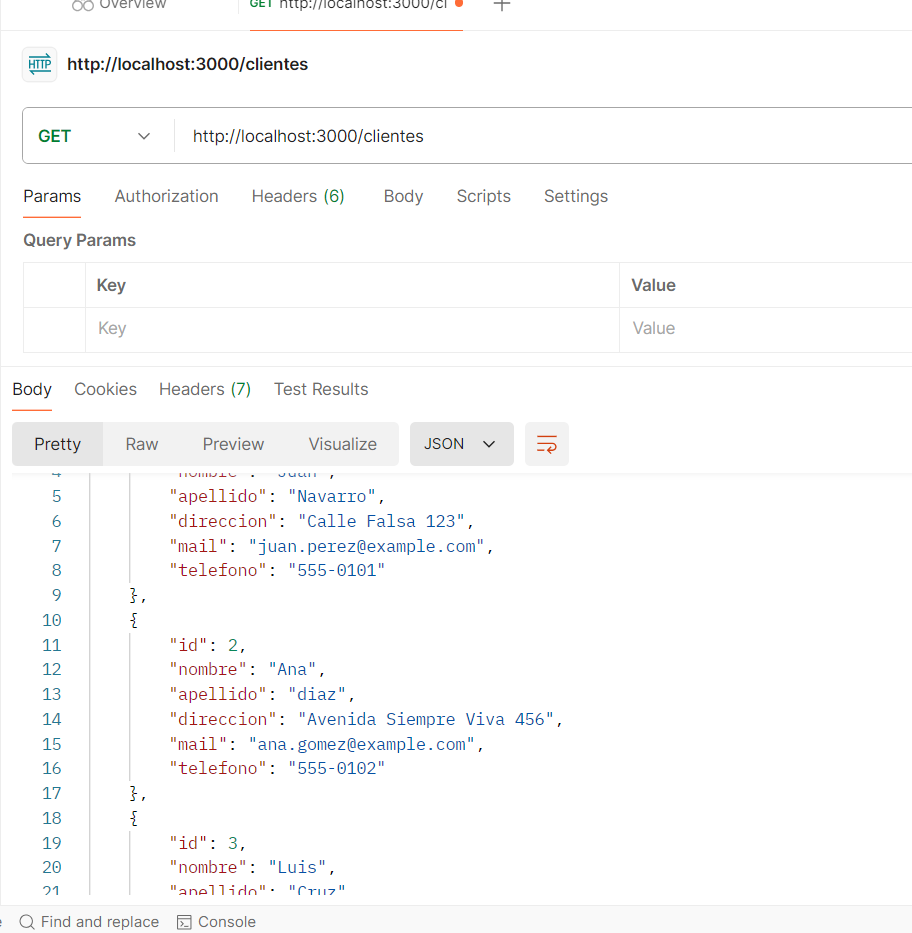 Overview
GET http://localhost:3000/cl
HTTP http://localhost:3000/clientes
GET http://localhost:3000/clientes
Params Authorization Headers (6) Body Scripts Settings
Query Params
Key Value
Key Value
Body Cookies Headers (7) Test Results
Pretty Raw Preview Visualize JSON
4 "nombre": "Juan",
5 "apellido": "Navarro",
6 "direccion": "Calle Falsa 123",
7 "mail": "juan.perez@example.com",
8 "telefono": "555-0101"
9 },
10 {
11 "id": 2,
12 "nombre": "Ana",
13 "apellido": "diaz",
14 "direccion": "Avenida Siempre Viva 456",
15 "mail": "ana.gomez@example.com",
16 "telefono": "555-0102"
17 },
18 {
19 "id": 3,
20 "nombre": "Luis",
21 "apellido": "Cruz"
Find and replace Console